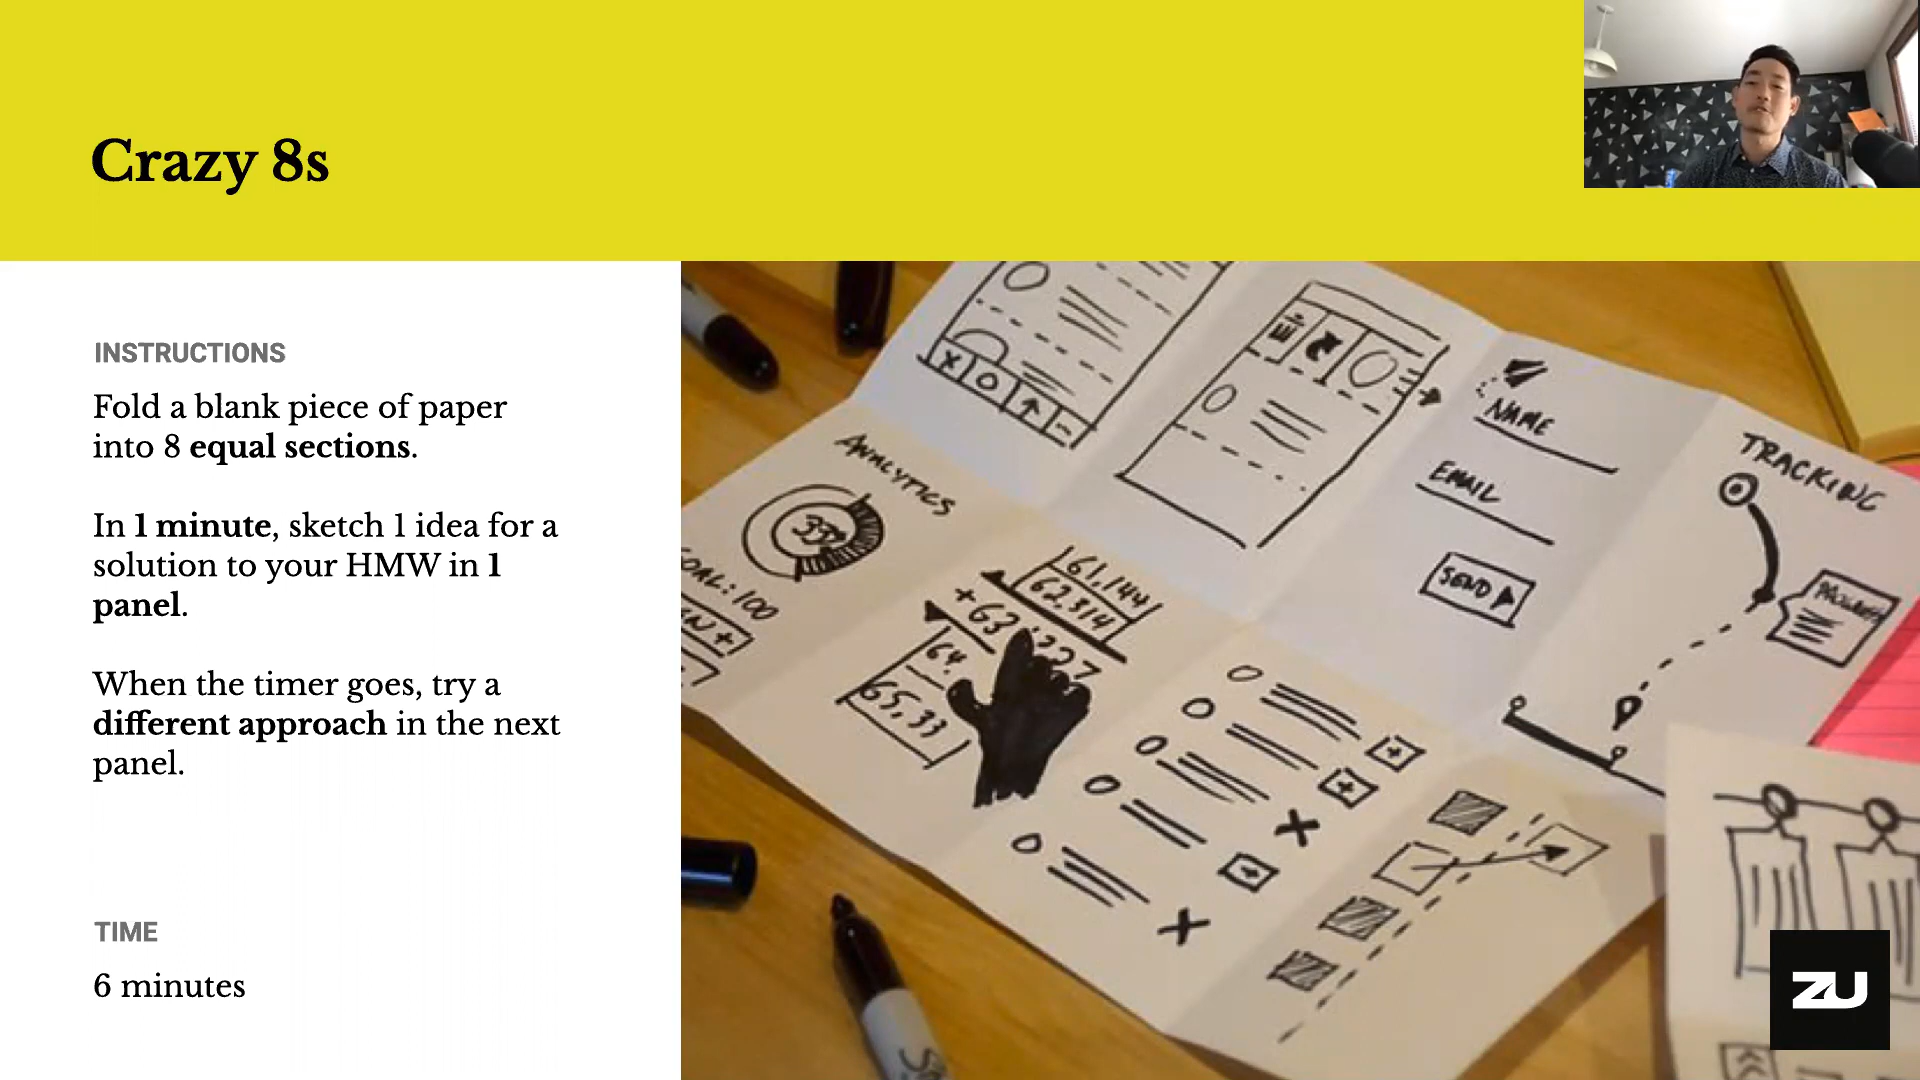 Crazy 8s
INSTRUCTIONS
Fold a blank piece of paper
into 8 equal sections.
In 1 minute, sketch 1 idea for a
solution to your HMW in 1
panel.
When the timer goes, try a
different approach in the next
panel.
TIME
6 minutes
NAME
EMAIL
SEND
TRACKING
PROGRESS
ANALYTICS
GOAL: 100
61,144
62,314
+63,227
64.
65,33
ZU